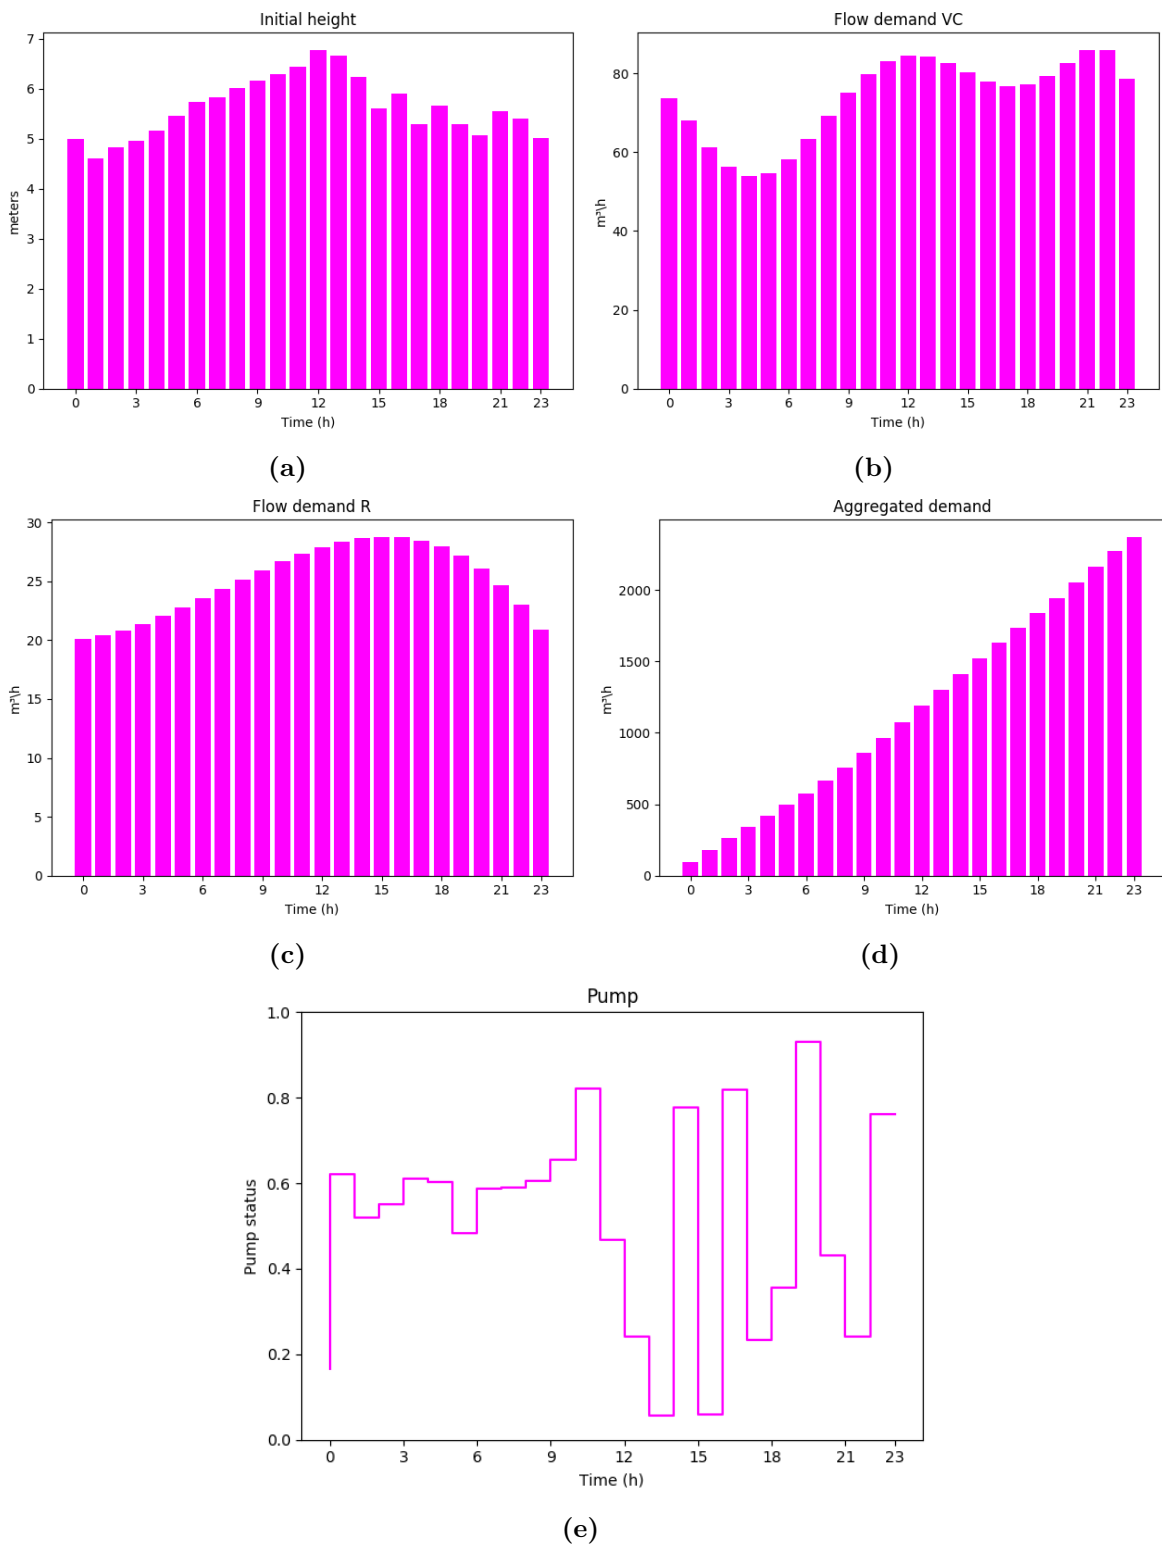 Initial height
7
6
5
4
3
2
1
0
meters
0 3 6 9 12 15 18 21 23
Time (h)
(a)
Flow demand VC
80
60
40
20
0
m³\h
0 3 6 9 12 15 18 21 23
Time (h)
(b)
Flow demand R
30
25
20
15
10
5
0
m³\h
0 3 6 9 12 15 18 21 23
Time (h)
(c)
Aggregated demand
2000
1500
1000
500
0
m³\h
0 3 6 9 12 15 18 21 23
Time (h)
(d)
Pump
1.0
0.8
0.6
0.4
0.2
0.0
Pump status
0 3 6 9 12 15 18 21 23
Time (h)
(e)